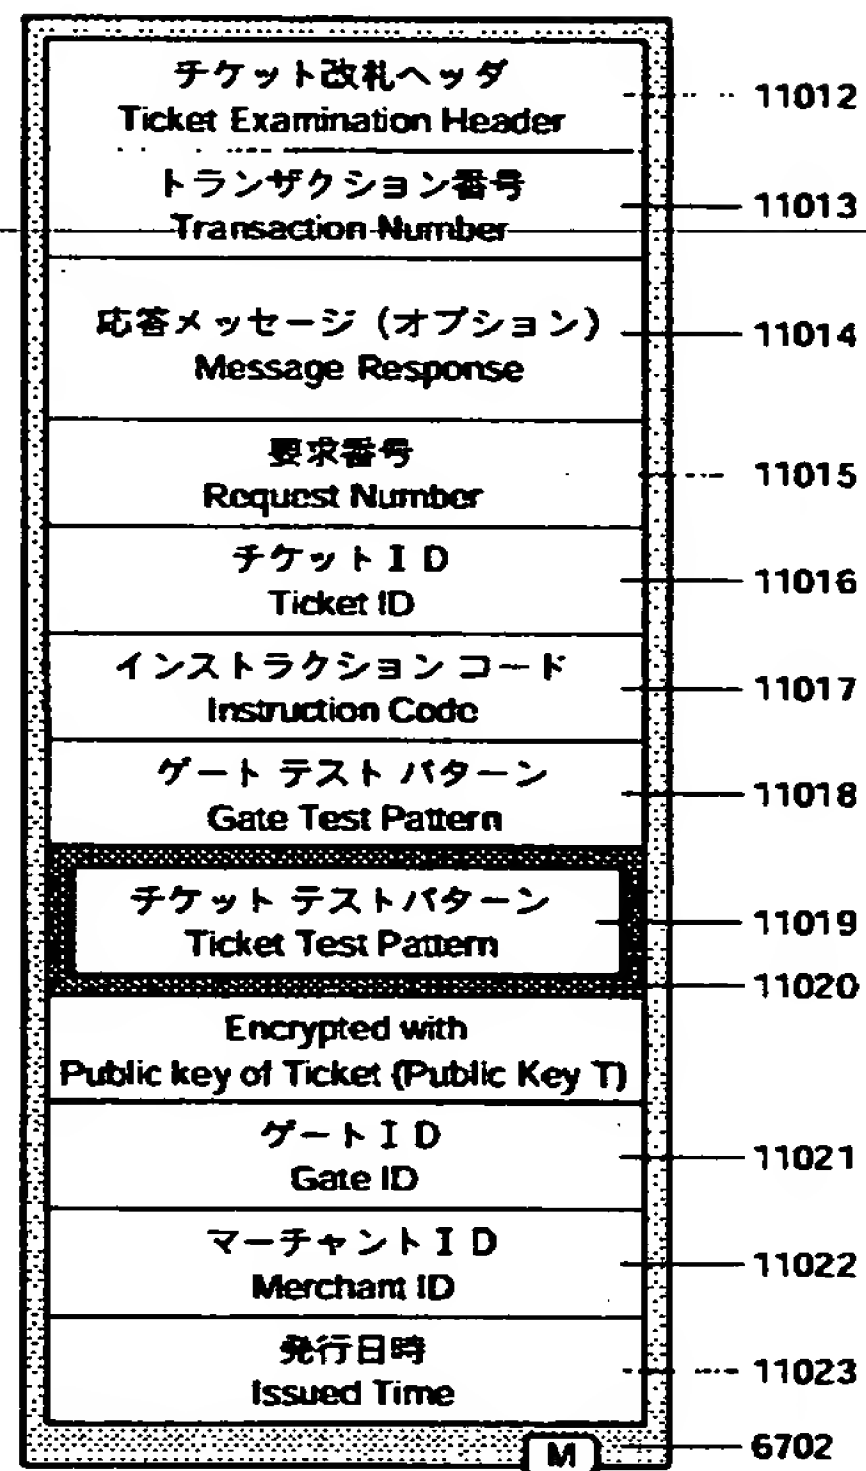 チケット改札ヘッダ
Ticket Examination Header
11012
トランザクション番号
Transaction Number
11013
応答メッセージ (オプション)
Message Response
11014
要求番号
Request Number
11015
チケットID
Ticket ID
11016
インストラクション コード
Instruction Code
11017
ゲート テスト パターン
Gate Test Pattern
11018
チケット テストパターン
Ticket Test Pattern
11019
11020
Encrypted with
Public key of Ticket (Public Key T)
ゲートID
Gate ID
11021
マーチャントID
Merchant ID
11022
発行日時
Issued Time
11023
M
6702